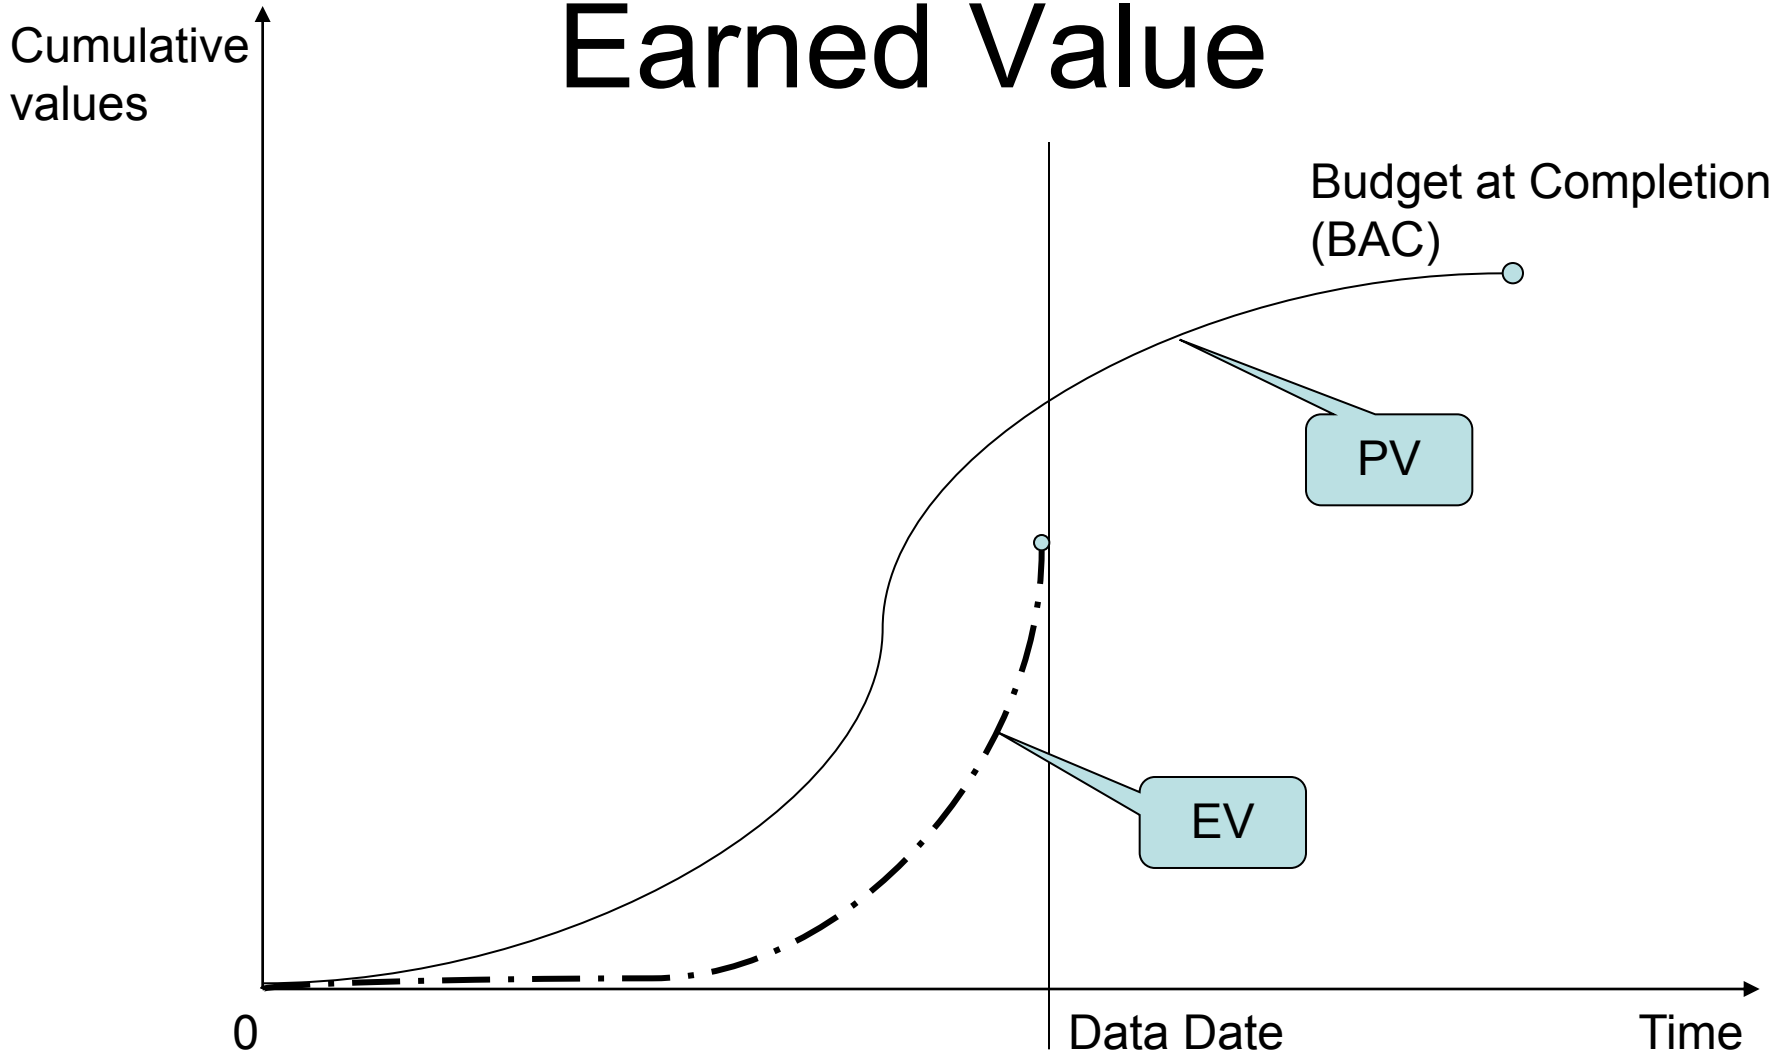 Earned Value
Cumulative
values
Budget at Completion
(BAC)
PV
EV
0
Data Date
Time